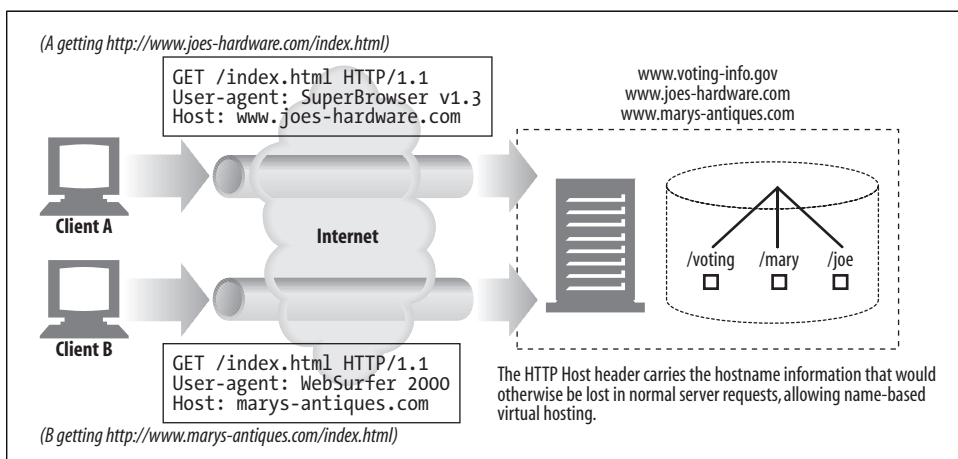 (A getting http://www.joes-hardware.com/index.html)
GET /index.html HTTP/1.1
User-agent: SuperBrowser v1.3
Host: www.joes-hardware.com
www.voting-info.gov
www.joes-hardware.com
www.marys-antiques.com
Client A
Internet
/voting
/mary
/joe
Client B
GET /index.html HTTP/1.1
User-agent: WebSurfer 2000
Host: marys-antiques.com
(B getting http://www.marys-antiques.com/index.html)
The HTTP Host header carries the hostname information that would
otherwise be lost in normal server requests, allowing name-based
virtual hosting.